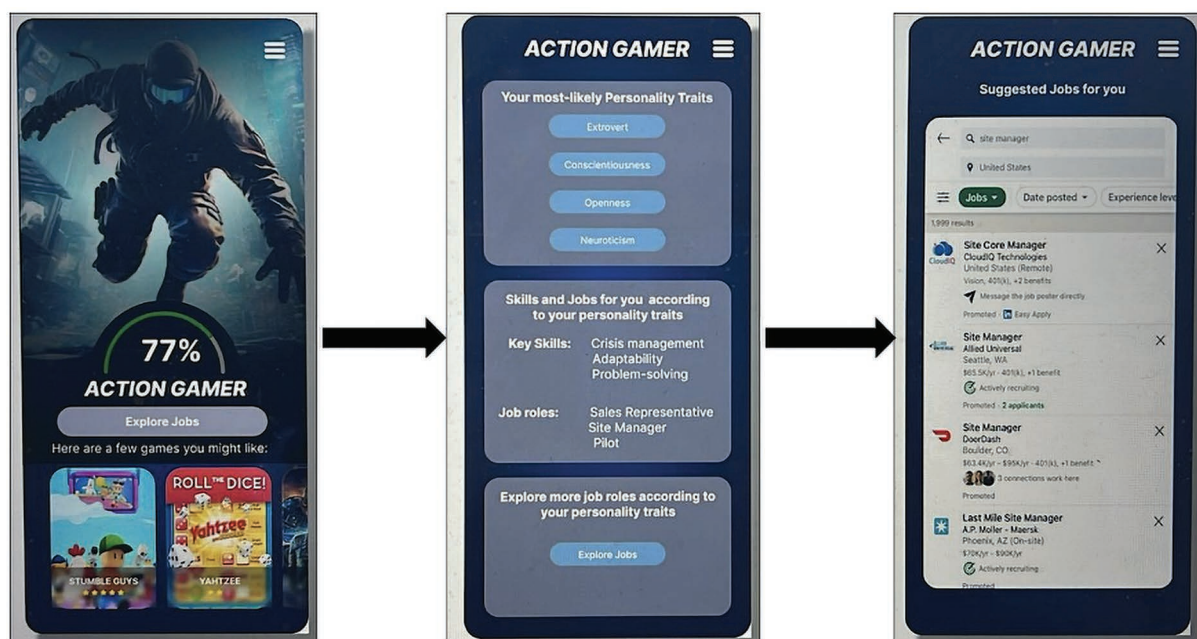 77%
ACTION GAMER
Explore Jobs
Here are a few games you might like:
ROLL THE DICE!
Yahtzee
STUMBLE GUYS
YAHTZEE
ACTION GAMER
Your most-likely Personality Traits
Extrovert
Conscientiousness
Openness
Neuroticism
Skills and Jobs for you according
to your personality traits
Key Skills: Crisis management
Adaptability
Problem-solving
Job roles: Sales Representative
Site Manager
Pilot
Explore more job roles according to
your personality traits
Explore Jobs
ACTION GAMER
Suggested Jobs for you
site manager
United States
Jobs
Date posted
Experience leve
1,999 results
CloudIQ
Site Core Manager
CloudIQ Technologies
United States (Remote)
Vision, 401(k), +2 benefits
Message the job poster directly
Promoted · in Easy Apply
Site Manager
Allied Universal
Seattle, WA
$65.5K/yr · 401(k), +1 benefit
Actively recruiting
Promoted · 2 applicants
Site Manager
DoorDash
Boulder, CO
$63.4K/yr - $95K/yr · 401(k), +1 benefit
3 connections work here
Promoted
Last Mile Site Manager
A.P. Moller - Maersk
Phoenix, AZ (On-site)
$70K/yr - $90K/yr
Actively recruiting
Promoted